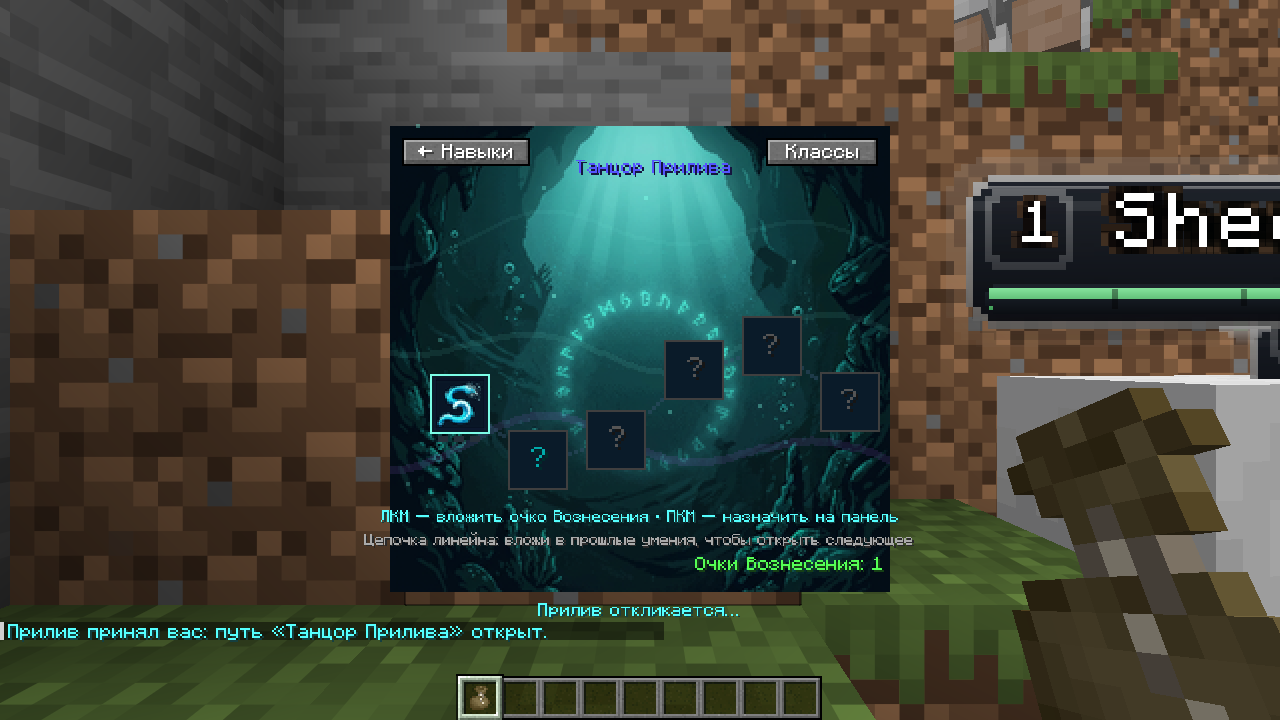 ← Навыки
Классы
Танцор Прилива
1
?
?
?
?
?
ЛКМ — вложить очко Вознесения • ПКМ — назначить на панель
Цепочка линейна: вложи в прошлые умения, чтобы открыть следующее
Очки Вознесения: 1
Прилив откликается...
Прилив принял вас: путь «Танцор Прилива» открыт.